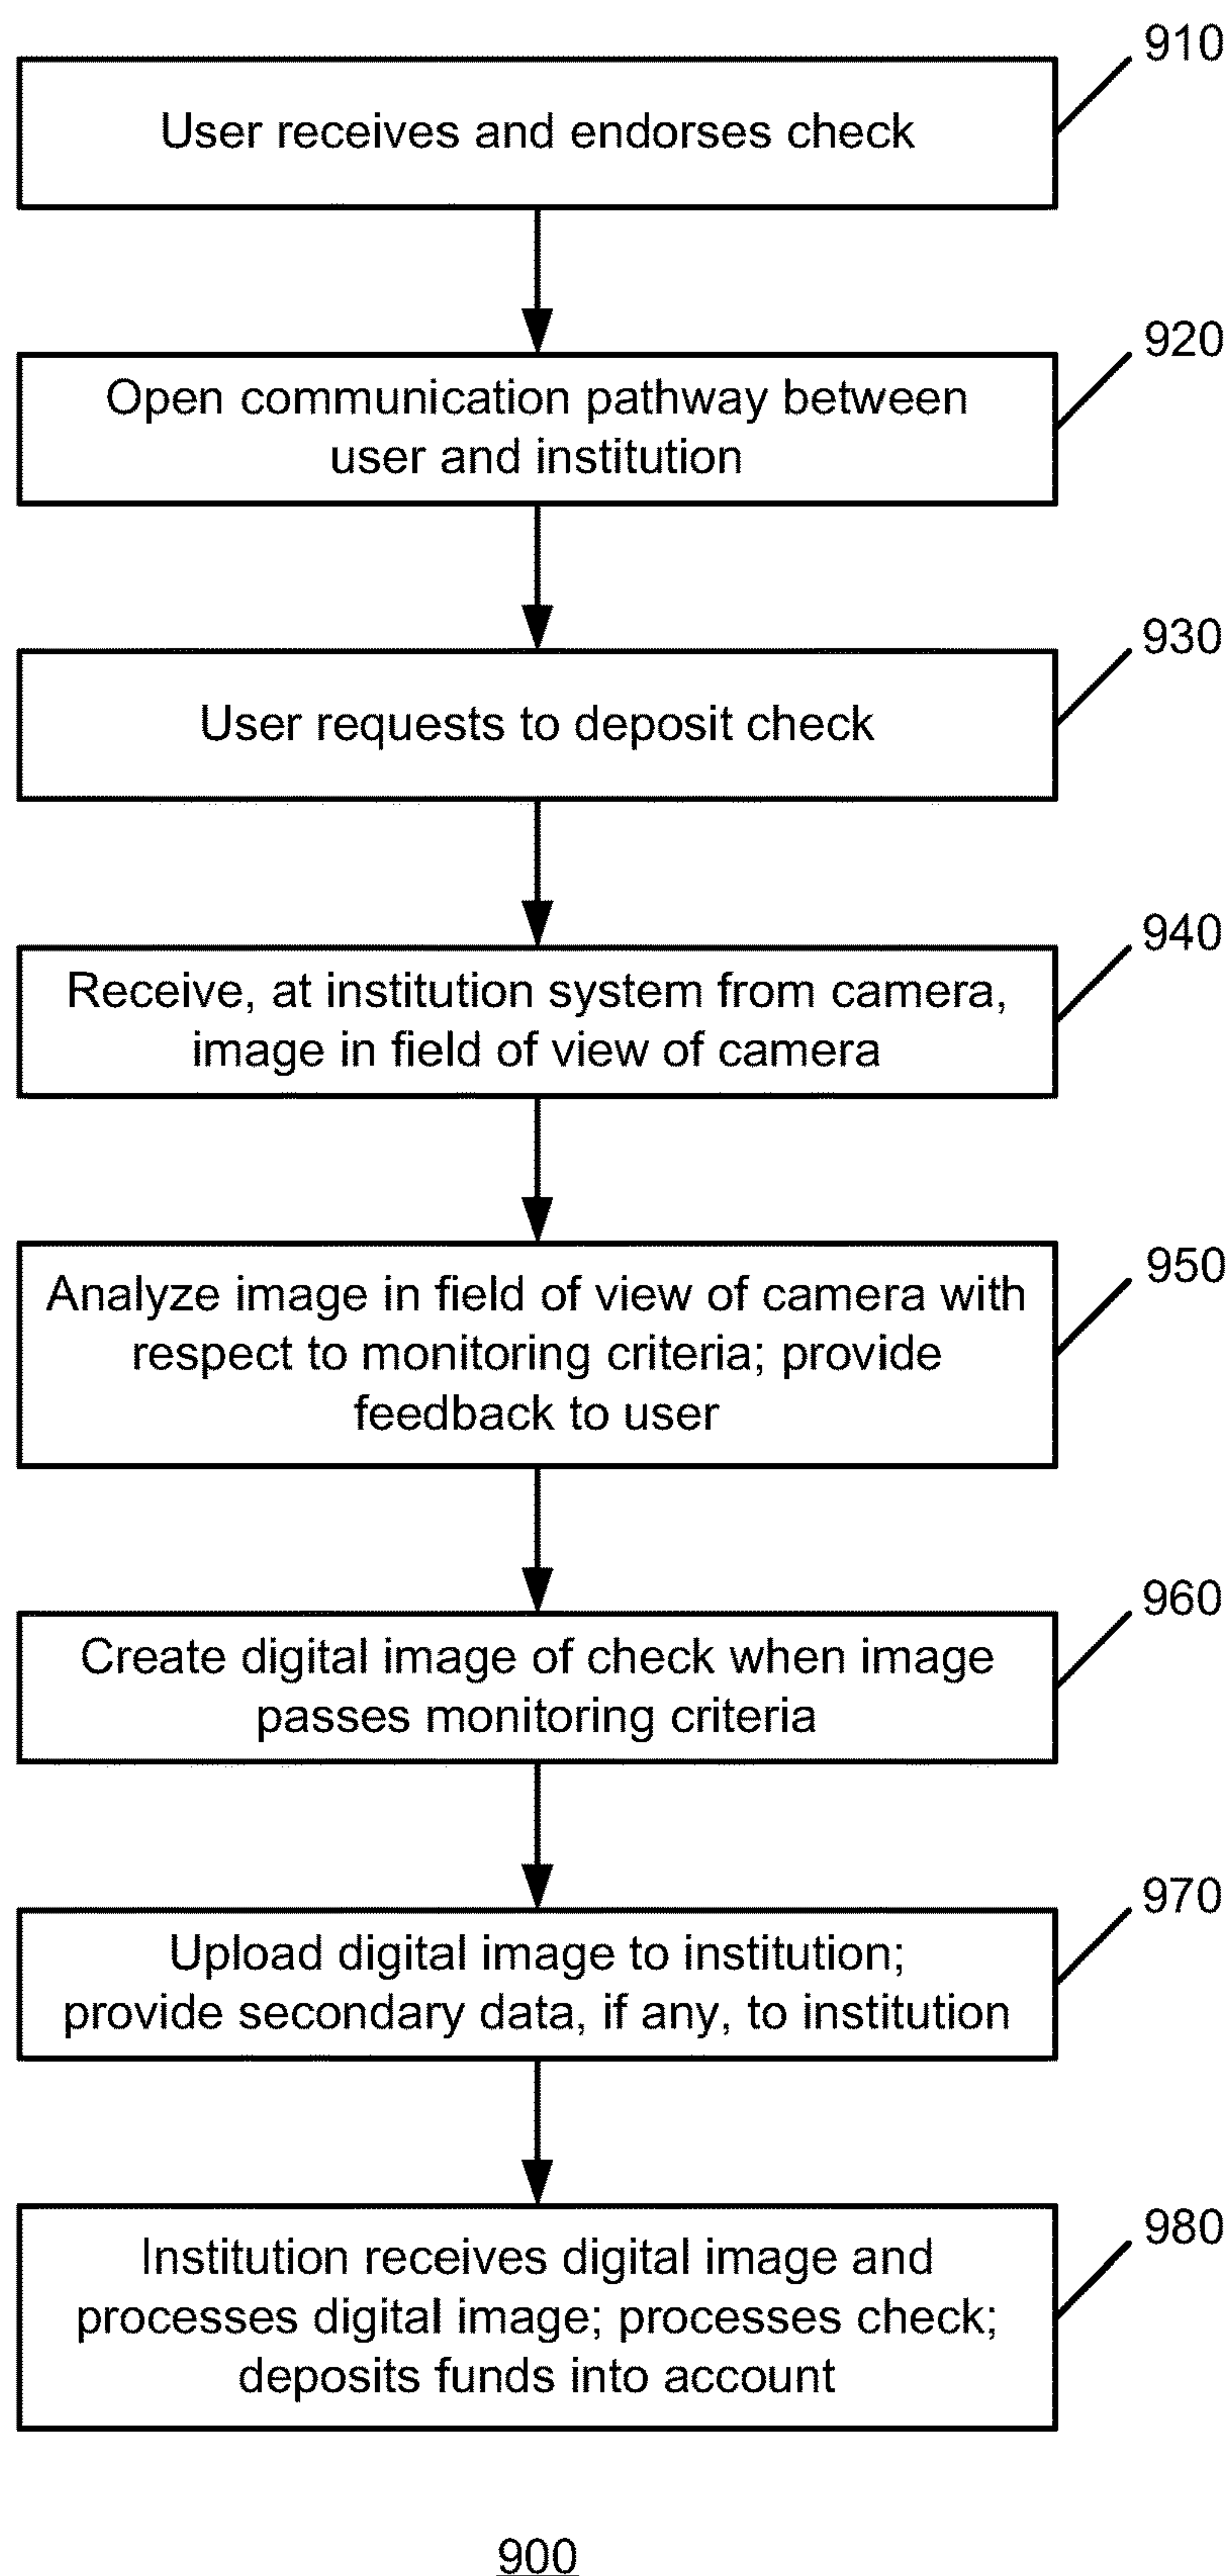 910
User receives and endorses check
920
Open communication pathway between
user and institution
930
User requests to deposit check
940
Receive, at institution system from camera,
image in field of view of camera
950
Analyze image in field of view of camera with
respect to monitoring criteria; provide
feedback to user
960
Create digital image of check when image
passes monitoring criteria
970
Upload digital image to institution;
provide secondary data, if any, to institution
980
Institution receives digital image and
processes digital image; processes check;
deposits funds into account
900